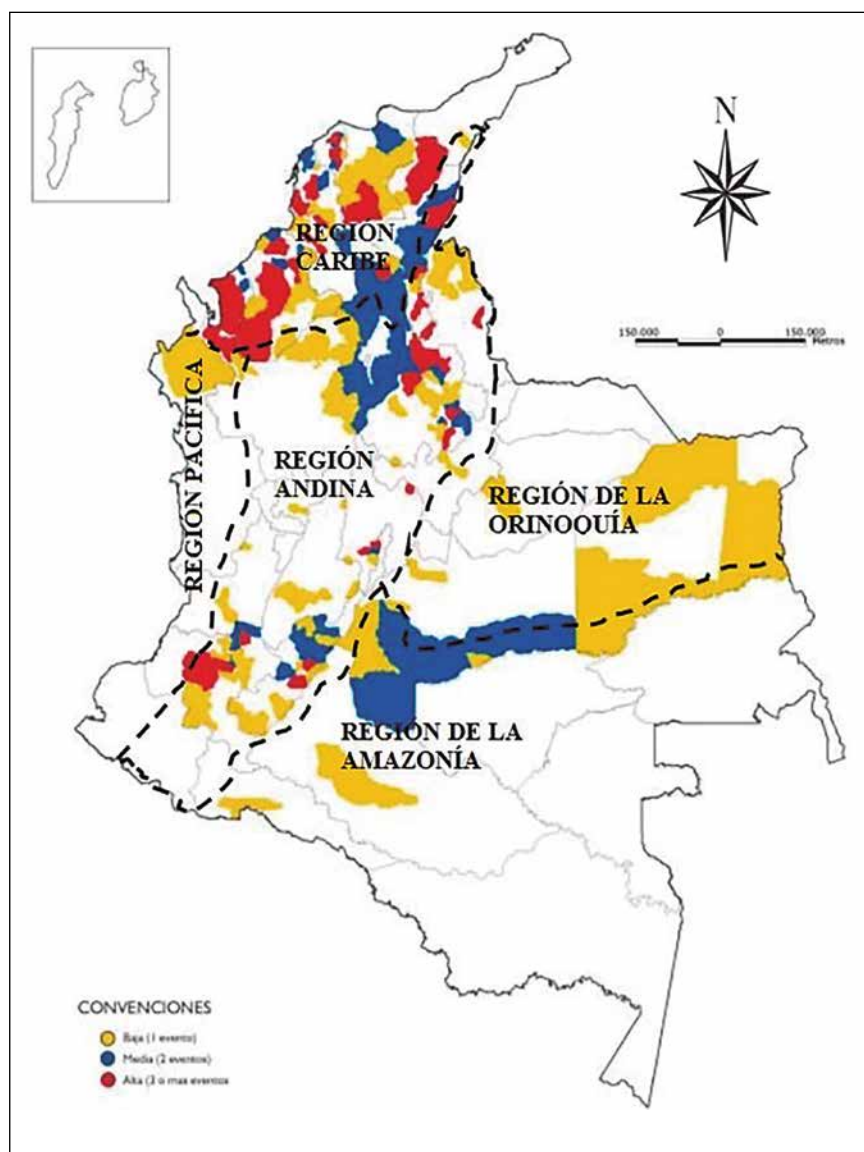 N
150.000 0 150.000
Metros
REGIÓN
CARIBE
REGIÓN PACÍFICA
REGIÓN
ANDINA
REGIÓN DE LA
ORINOQUÍA
REGIÓN DE LA
AMAZONÍA
CONVENCIONES
Baja (1 evento)
Media (2 eventos)
Alta (3 o mas eventos